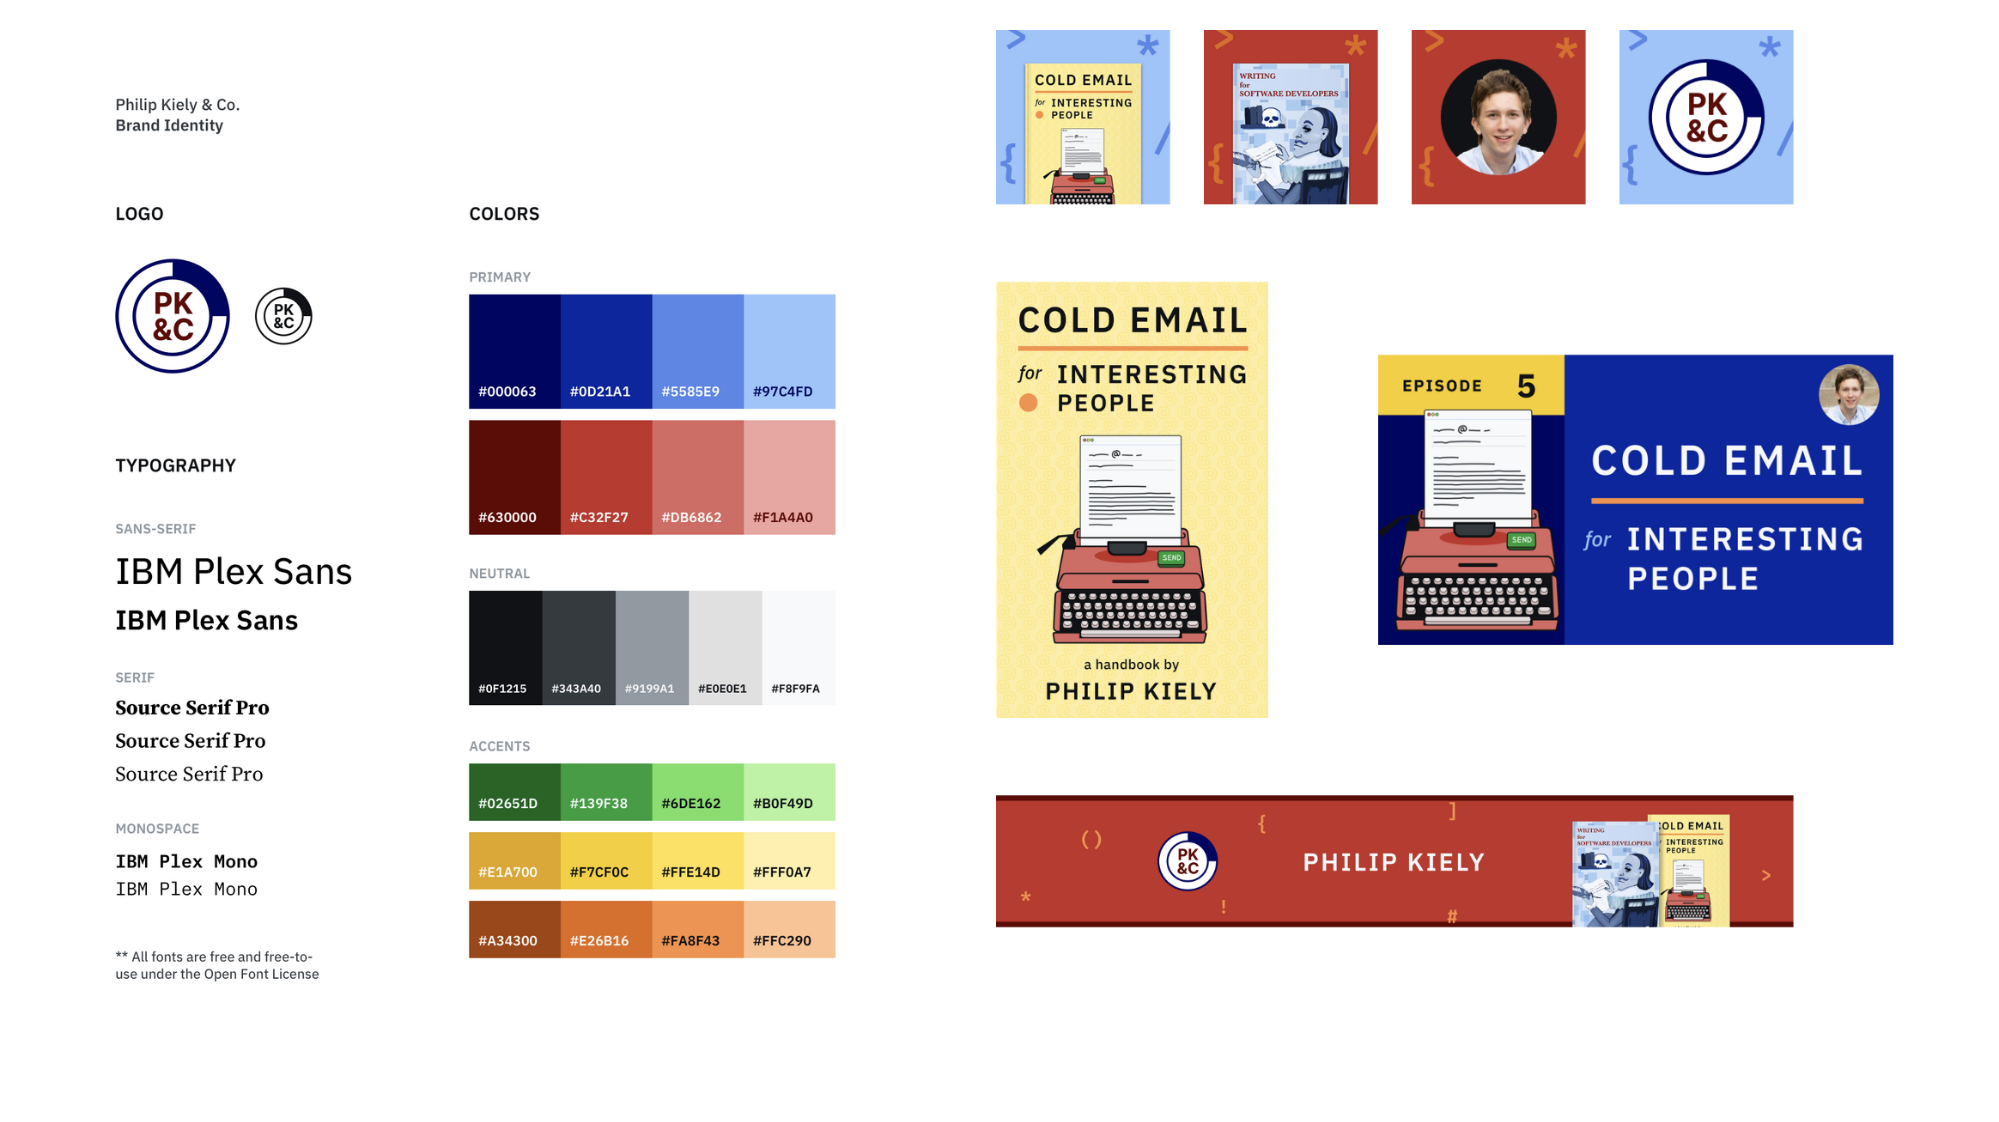 Philip Kiely & Co.
Brand Identity
LOGO
PK
&C
PK
&C
TYPOGRAPHY
SANS-SERIF
IBM Plex Sans
IBM Plex Sans
SERIF
Source Serif Pro
Source Serif Pro
Source Serif Pro
MONOSPACE
IBM Plex Mono
IBM Plex Mono
** All fonts are free and free-to-
use under the Open Font License
COLORS
PRIMARY
#000063 #0D21A1 #5585E9 #97C4FD
#630000 #C32F27 #DB6862 #F1A4A0
NEUTRAL
#0F1215 #343A40 #9199A1 #E0E0E1 #F8F9FA
ACCENTS
#02651D #139F38 #6DE162 #B0F49D
#E1A700 #F7CF0C #FFE14D #FFF0A7
#A34300 #E26B16 #FA8F43 #FFC290
> *
COLD EMAIL
for INTERESTING
PEOPLE
{ /
> *
WRITING
for
SOFTWARE DEVELOPERS
{ /
> *
{ /
> *
PK
&C
{ /
COLD EMAIL
for INTERESTING
PEOPLE
@
SEND
a handbook by
PHILIP KIELY
EPISODE 5
@
SEND
COLD EMAIL
for INTERESTING
PEOPLE
( ) { ]
PK
&C
PHILIP KIELY
* ! # >
WRITING
for
SOFTWARE DEVELOPERS
COLD EMAIL
INTERESTING
PEOPLE